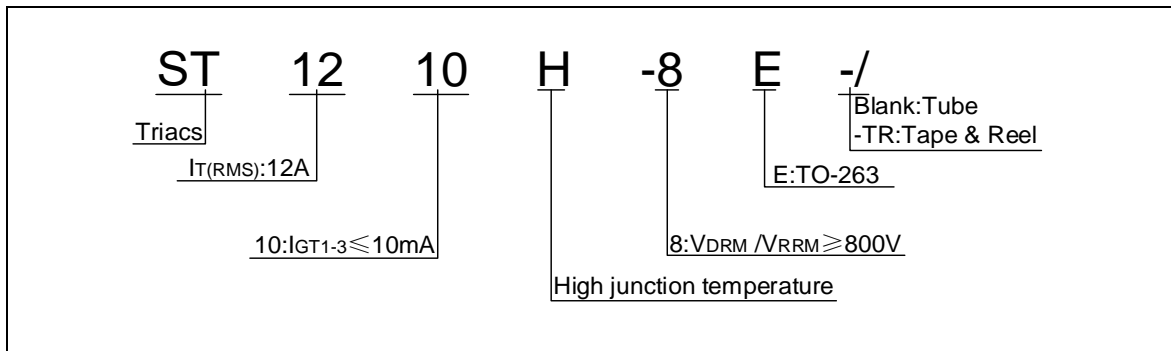 ST 12 10 H -8 E -/
Blank:Tube
Triacs
-TR:Tape & Reel
IT(RMS):12A
E:TO-263
10:IGT1-3≤10mA
8:VDRM /VRRM≥800V
High junction temperature